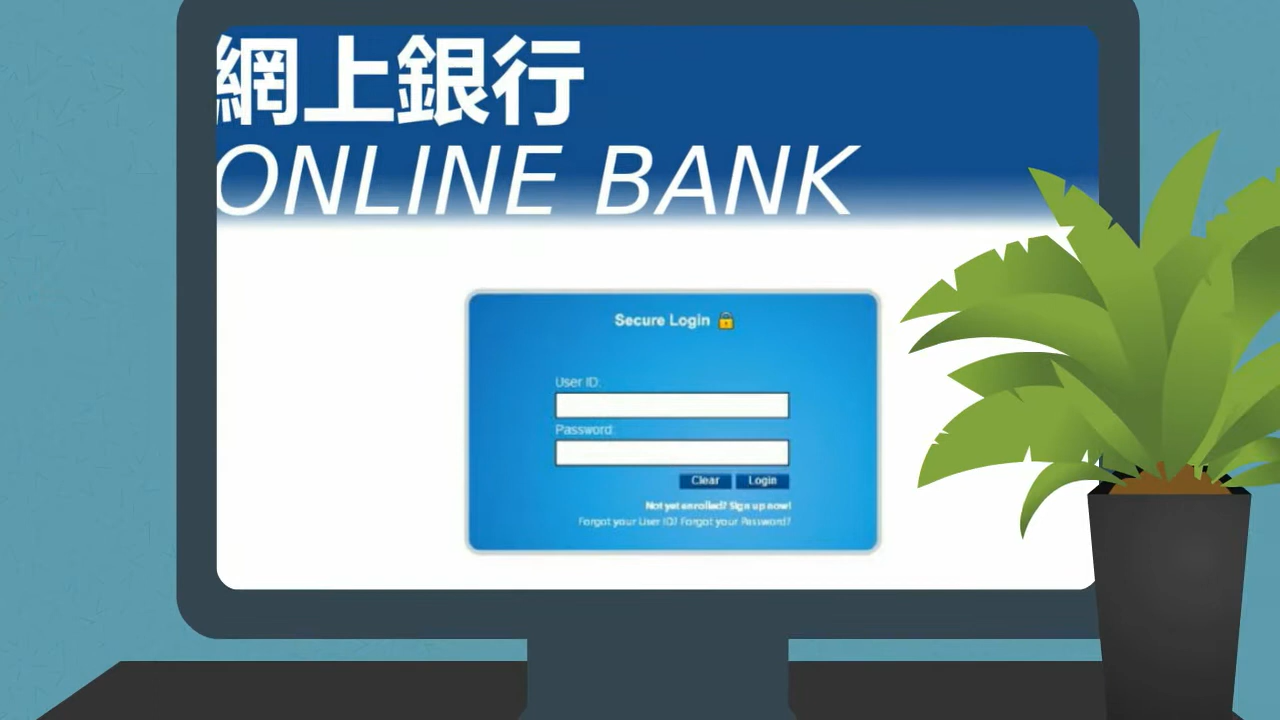 網上銀行
ONLINE BANK
Secure Login
User ID:
Password:
Clear Login
Not yet enrolled? Sign up now!
Forgot your User ID? Forgot your Password?